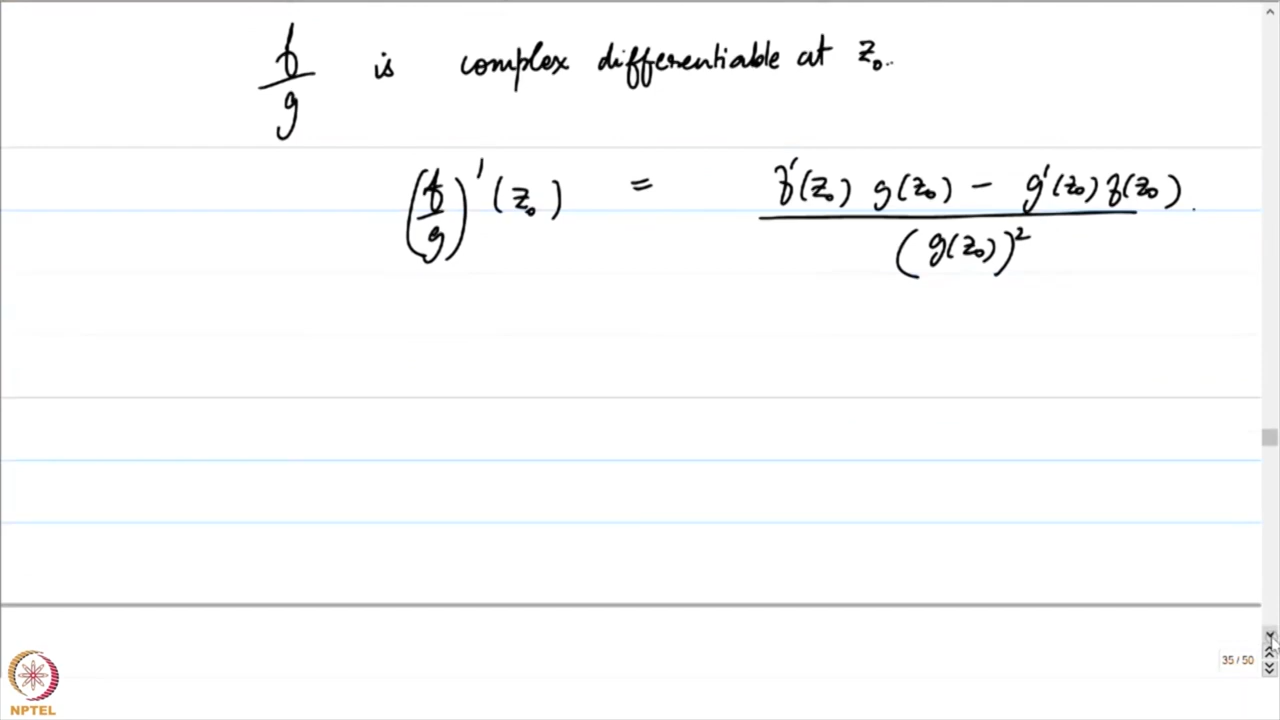 f/g is complex differentiable at z₀.
(f/g)'(z₀) = f'(z₀) g(z₀) − g'(z₀) f(z₀) / (g(z₀))².
35 / 50
NPTEL